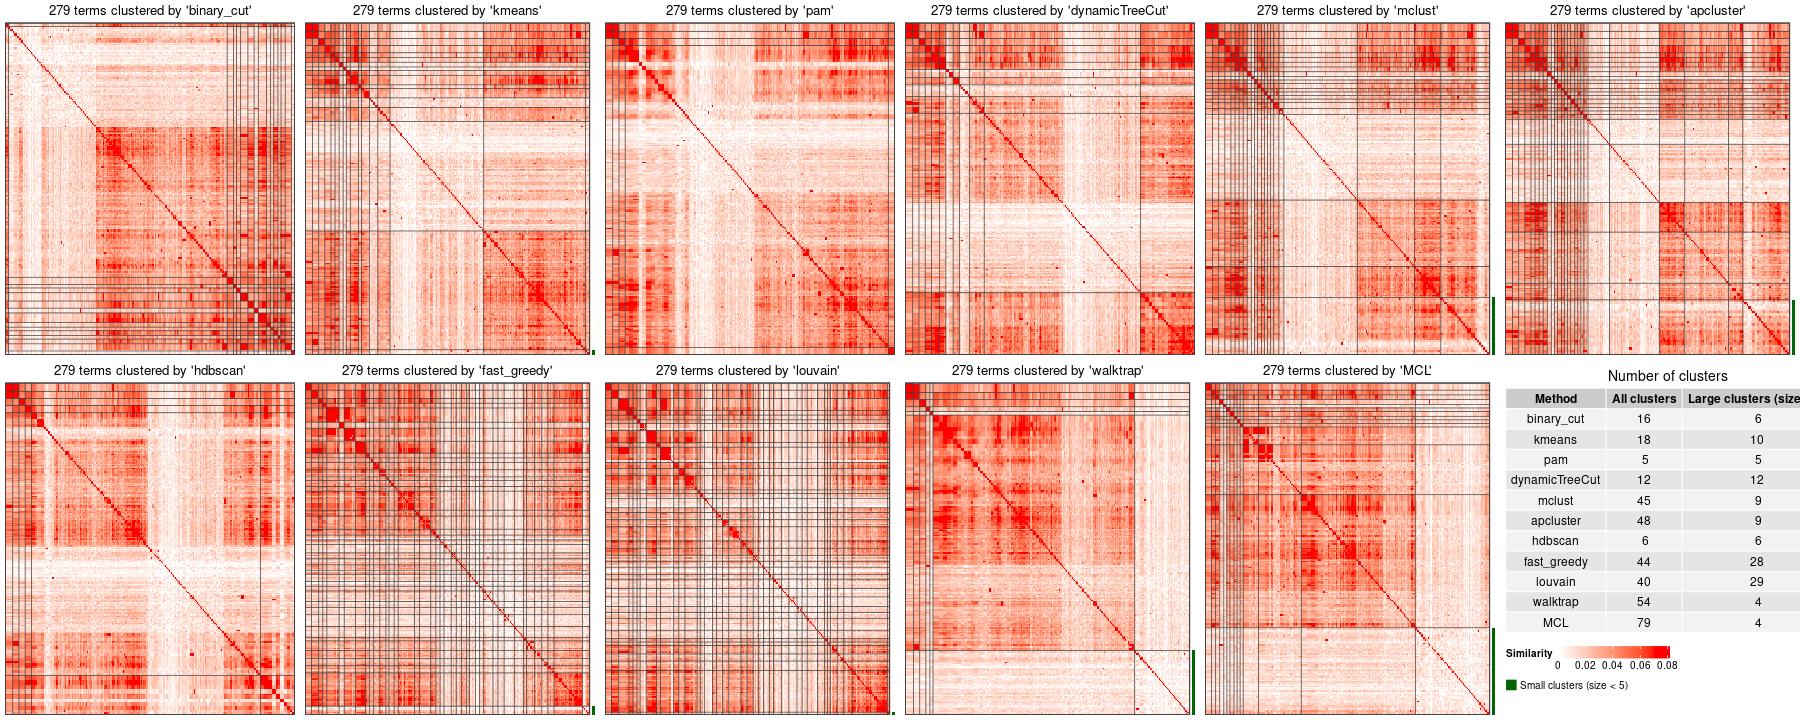 279 terms clustered by 'binary_cut'
279 terms clustered by 'kmeans'
279 terms clustered by 'pam'
279 terms clustered by 'dynamicTreeCut'
279 terms clustered by 'mclust'
279 terms clustered by 'apcluster'
279 terms clustered by 'hdbscan'
279 terms clustered by 'fast_greedy'
279 terms clustered by 'louvain'
279 terms clustered by 'walktrap'
279 terms clustered by 'MCL'
Number of clusters
Method All clusters Large clusters (size
binary_cut 16 6
kmeans 18 10
pam 5 5
dynamicTreeCut 12 12
mclust 45 9
apcluster 48 9
hdbscan 6 6
fast_greedy 44 28
louvain 40 29
walktrap 54 4
MCL 79 4
Similarity
0 0.02 0.04 0.06 0.08
Small clusters (size < 5)